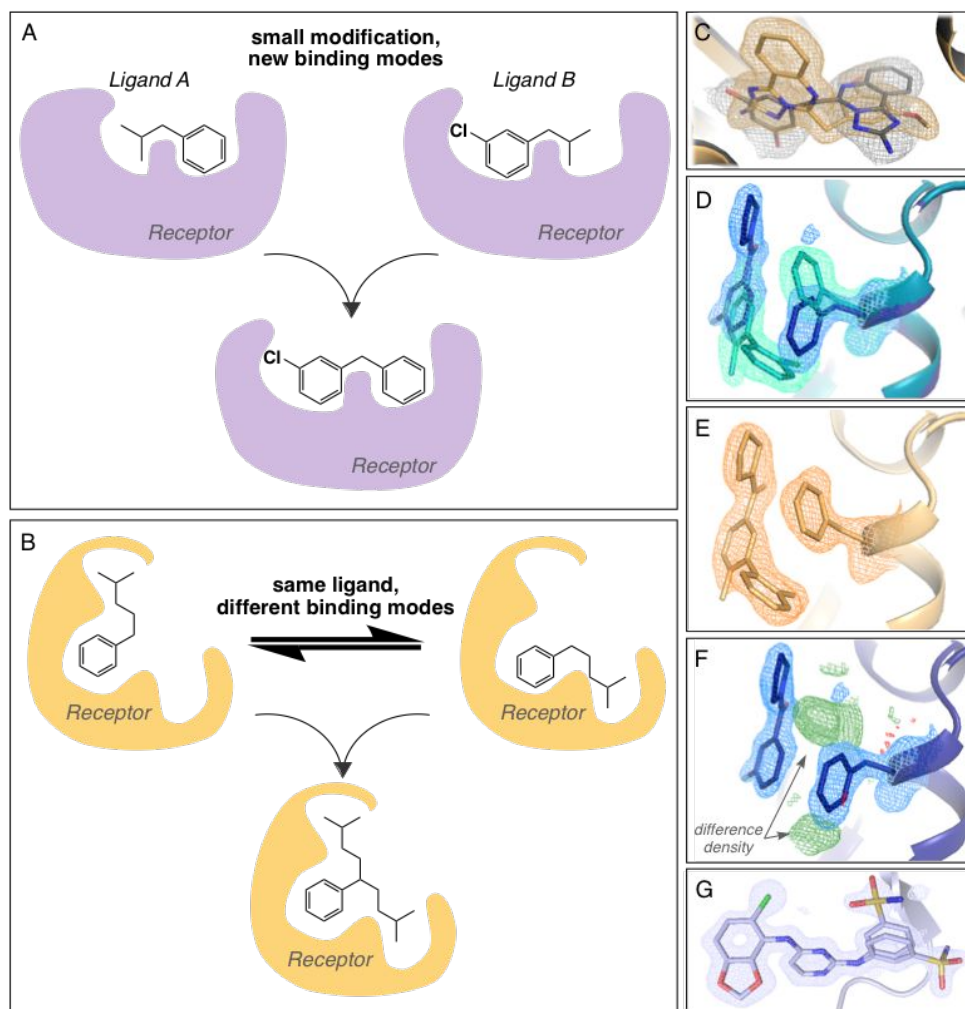 A
small modification,
new binding modes
Ligand A
Ligand B
Cl
Receptor
Receptor
Cl
Receptor
B
same ligand,
different binding modes
Receptor
Receptor
Receptor
C
D
E
F
difference
density
G